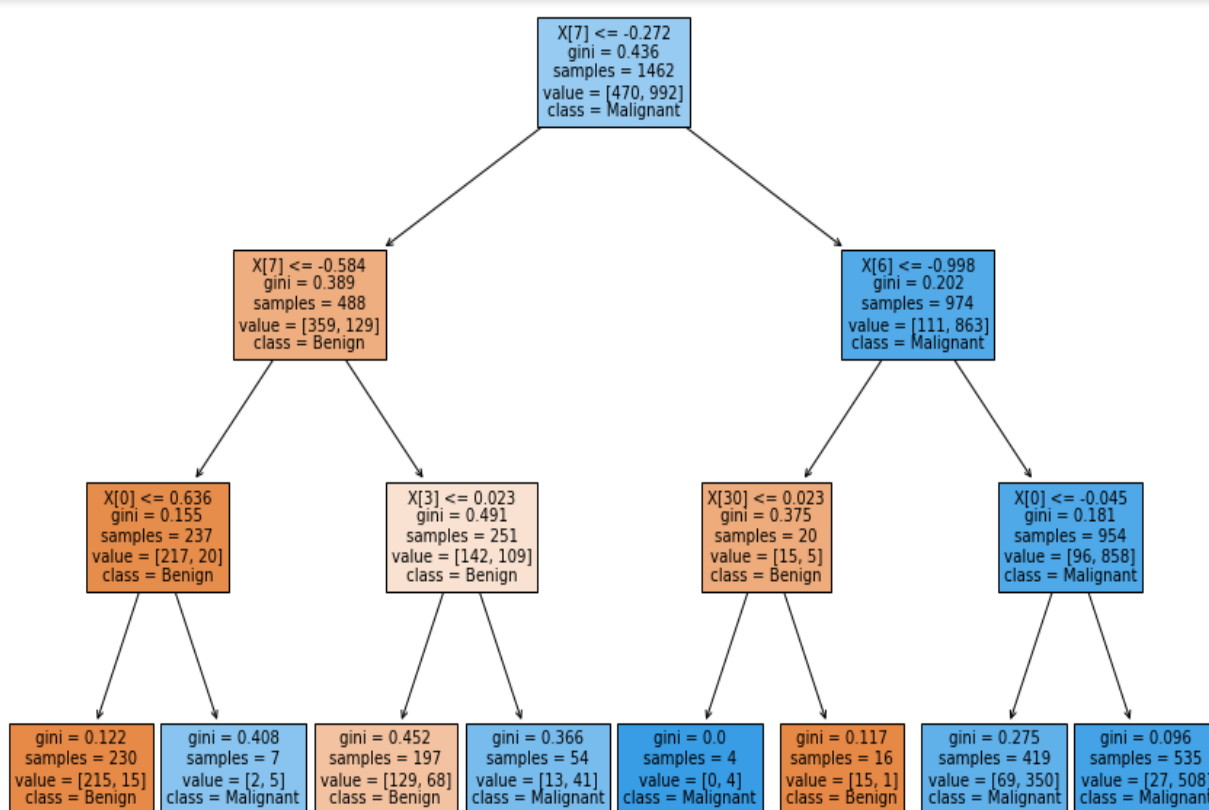 X[7] <= -0.272
gini = 0.436
samples = 1462
value = [470, 992]
class = Malignant
X[7] <= -0.584
gini = 0.389
samples = 488
value = [359, 129]
class = Benign
X[6] <= -0.998
gini = 0.202
samples = 974
value = [111, 863]
class = Malignant
X[0] <= 0.636
gini = 0.155
samples = 237
value = [217, 20]
class = Benign
X[3] <= 0.023
gini = 0.491
samples = 251
value = [142, 109]
class = Benign
X[30] <= 0.023
gini = 0.375
samples = 20
value = [15, 5]
class = Benign
X[0] <= -0.045
gini = 0.181
samples = 954
value = [96, 858]
class = Malignant
gini = 0.122
samples = 230
value = [215, 15]
class = Benign
gini = 0.408
samples = 7
value = [2, 5]
class = Malignant
gini = 0.452
samples = 197
value = [129, 68]
class = Benign
gini = 0.366
samples = 54
value = [13, 41]
class = Malignant
gini = 0.0
samples = 4
value = [0, 4]
class = Malignant
gini = 0.117
samples = 16
value = [15, 1]
class = Benign
gini = 0.275
samples = 419
value = [69, 350]
class = Malignant
gini = 0.096
samples = 535
value = [27, 508]
class = Malignant